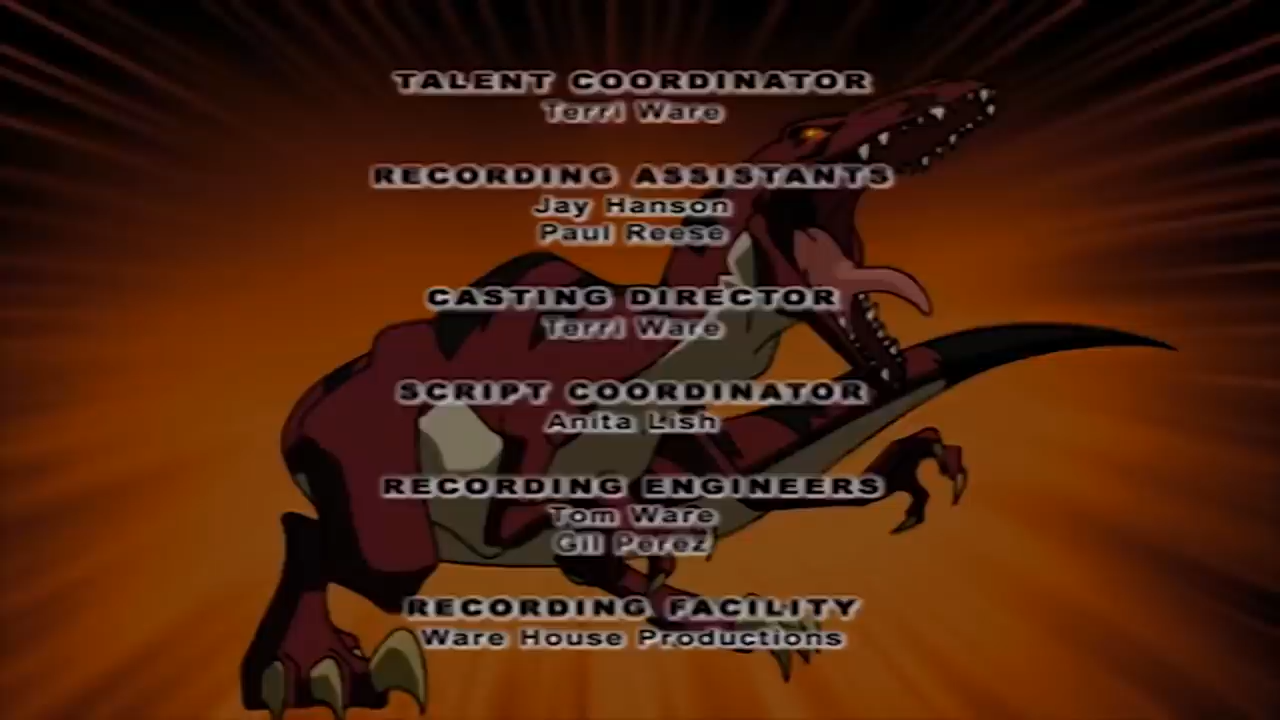 TALENT COORDINATOR
Terri Ware
RECORDING ASSISTANTS
Jay Hanson
Paul Reese
CASTING DIRECTOR
Terri Ware
SCRIPT COORDINATOR
Anita Lish
RECORDING ENGINEERS
Tom Ware
Gil Perez
RECORDING FACILITY
Ware House Productions